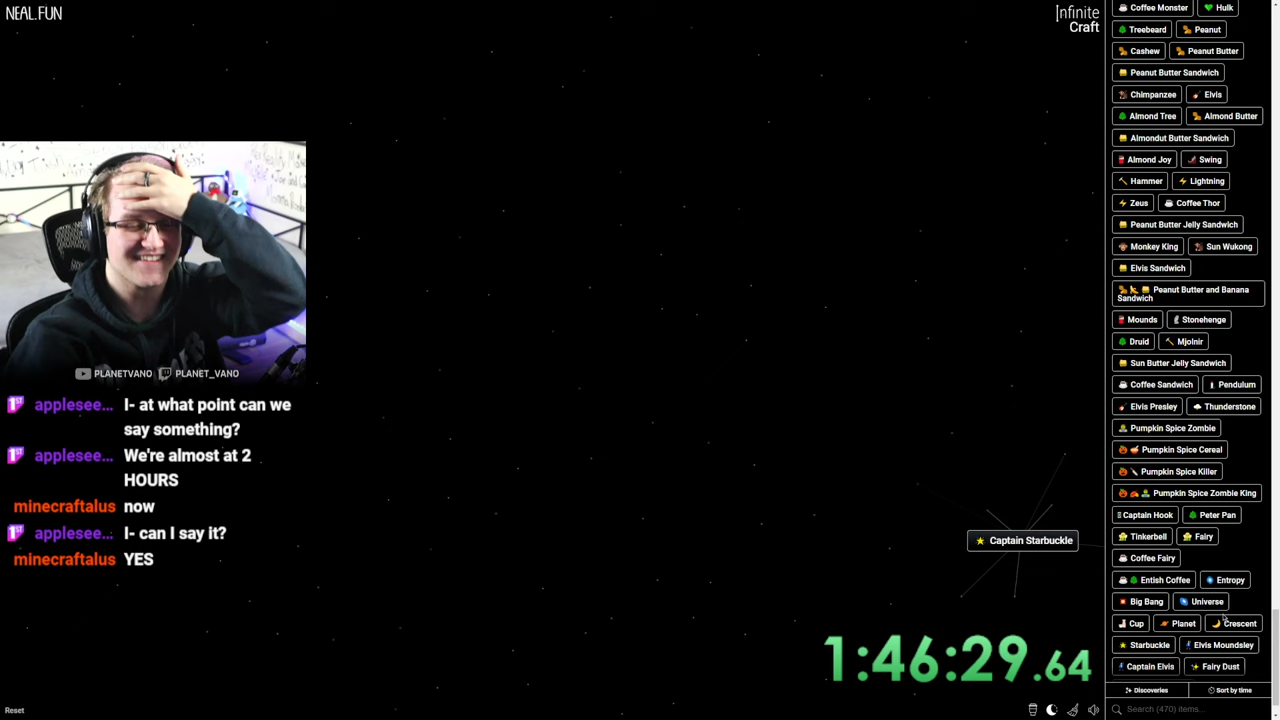 NEAL.FUN
Infinite
Craft
PLANETVANO PLANET_VANO
applesee... I- at what point can we
say something?
applesee... We're almost at 2
HOURS
minecraftalus now
applesee... I- can I say it?
minecraftalus YES
Captain Starbuckle
1:46:29.64
Reset
Coffee Monster Hulk
Treebeard Peanut
Cashew Peanut Butter
Peanut Butter Sandwich
Chimpanzee Elvis
Almond Tree Almond Butter
Almondut Butter Sandwich
Almond Joy Swing
Hammer Lightning
Zeus Coffee Thor
Peanut Butter Jelly Sandwich
Monkey King Sun Wukong
Elvis Sandwich
Peanut Butter and Banana
Sandwich
Mounds Stonehenge
Druid Mjolnir
Sun Butter Jelly Sandwich
Coffee Sandwich Pendulum
Elvis Presley Thunderstone
Pumpkin Spice Zombie
Pumpkin Spice Cereal
Pumpkin Spice Killer
Pumpkin Spice Zombie King
Captain Hook Peter Pan
Tinkerbell Fairy
Coffee Fairy
Entish Coffee Entropy
Big Bang Universe
Cup Planet Crescent
Starbuckle Elvis Moundsley
Captain Elvis Fairy Dust
Discoveries Sort by time
Search (470) items...